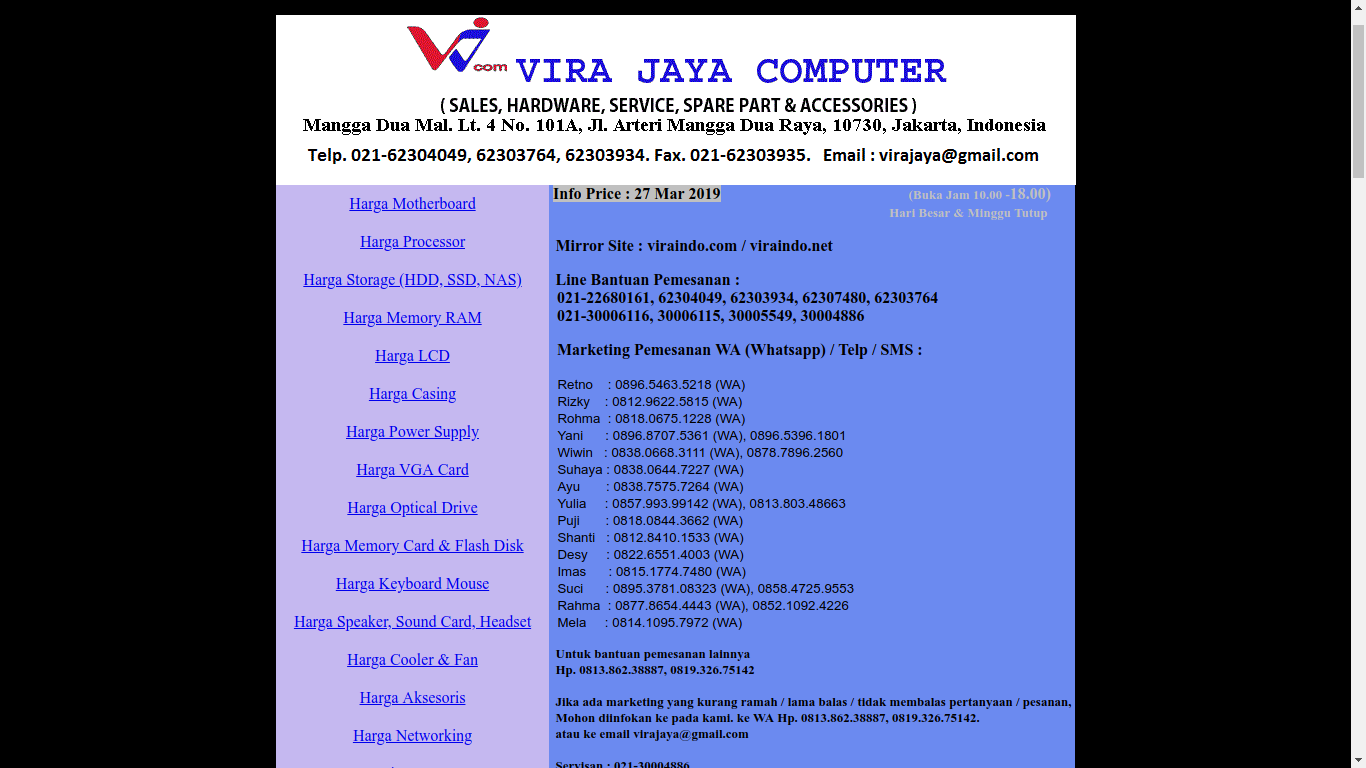 com VIRA JAYA COMPUTER
( SALES, HARDWARE, SERVICE, SPARE PART & ACCESSORIES )
Mangga Dua Mal. Lt. 4 No. 101A, Jl. Arteri Mangga Dua Raya, 10730, Jakarta, Indonesia
Telp. 021-62304049, 62303764, 62303934. Fax. 021-62303935. Email : virajaya@gmail.com
Harga Motherboard
Harga Processor
Harga Storage (HDD, SSD, NAS)
Harga Memory RAM
Harga LCD
Harga Casing
Harga Power Supply
Harga VGA Card
Harga Optical Drive
Harga Memory Card & Flash Disk
Harga Keyboard Mouse
Harga Speaker, Sound Card, Headset
Harga Cooler & Fan
Harga Aksesoris
Harga Networking
Info Price : 27 Mar 2019
(Buka Jam 10.00 -18.00)
Hari Besar & Minggu Tutup
Mirror Site : viraindo.com / viraindo.net
Line Bantuan Pemesanan :
021-22680161, 62304049, 62303934, 62307480, 62303764
021-30006116, 30006115, 30005549, 30004886
Marketing Pemesanan WA (Whatsapp) / Telp / SMS :
Retno : 0896.5463.5218 (WA)
Rizky : 0812.9622.5815 (WA)
Rohma : 0818.0675.1228 (WA)
Yani : 0896.8707.5361 (WA), 0896.5396.1801
Wiwin : 0838.0668.3111 (WA), 0878.7896.2560
Suhaya : 0838.0644.7227 (WA)
Ayu : 0838.7575.7264 (WA)
Yulia : 0857.993.99142 (WA), 0813.803.48663
Puji : 0818.0844.3662 (WA)
Shanti : 0812.8410.1533 (WA)
Desy : 0822.6551.4003 (WA)
Imas : 0815.1774.7480 (WA)
Suci : 0895.3781.08323 (WA), 0858.4725.9553
Rahma : 0877.8654.4443 (WA), 0852.1092.4226
Mela : 0814.1095.7972 (WA)
Untuk bantuan pemesanan lainnya
Hp. 0813.862.38887, 0819.326.75142
Jika ada marketing yang kurang ramah / lama balas / tidak membalas pertanyaan / pesanan,
Mohon diinfokan ke pada kami. ke WA Hp. 0813.862.38887, 0819.326.75142.
atau ke email virajaya@gmail.com
Servisan : 021-30004886